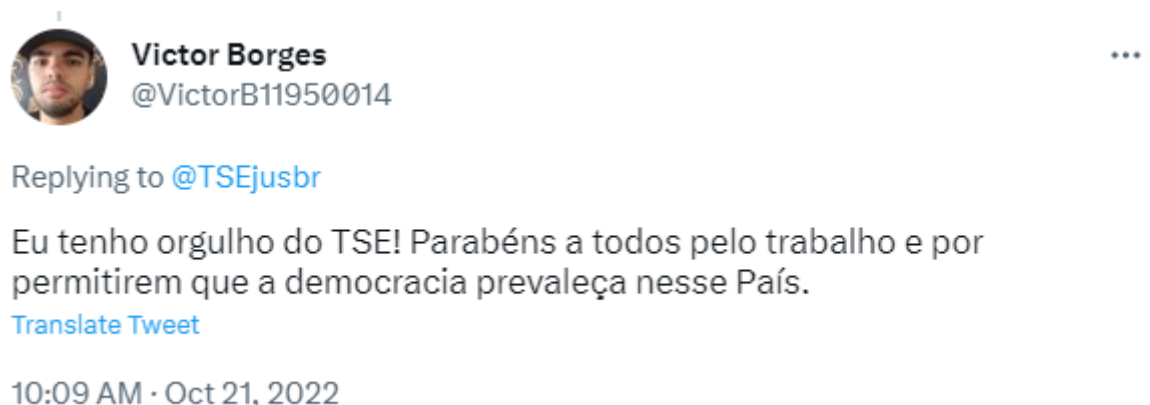 Victor Borges
@VictorB11950014
Replying to @TSEjusbr
Eu tenho orgulho do TSE! Parabéns a todos pelo trabalho e por
permitirem que a democracia prevaleça nesse País.
Translate Tweet
10:09 AM · Oct 21, 2022